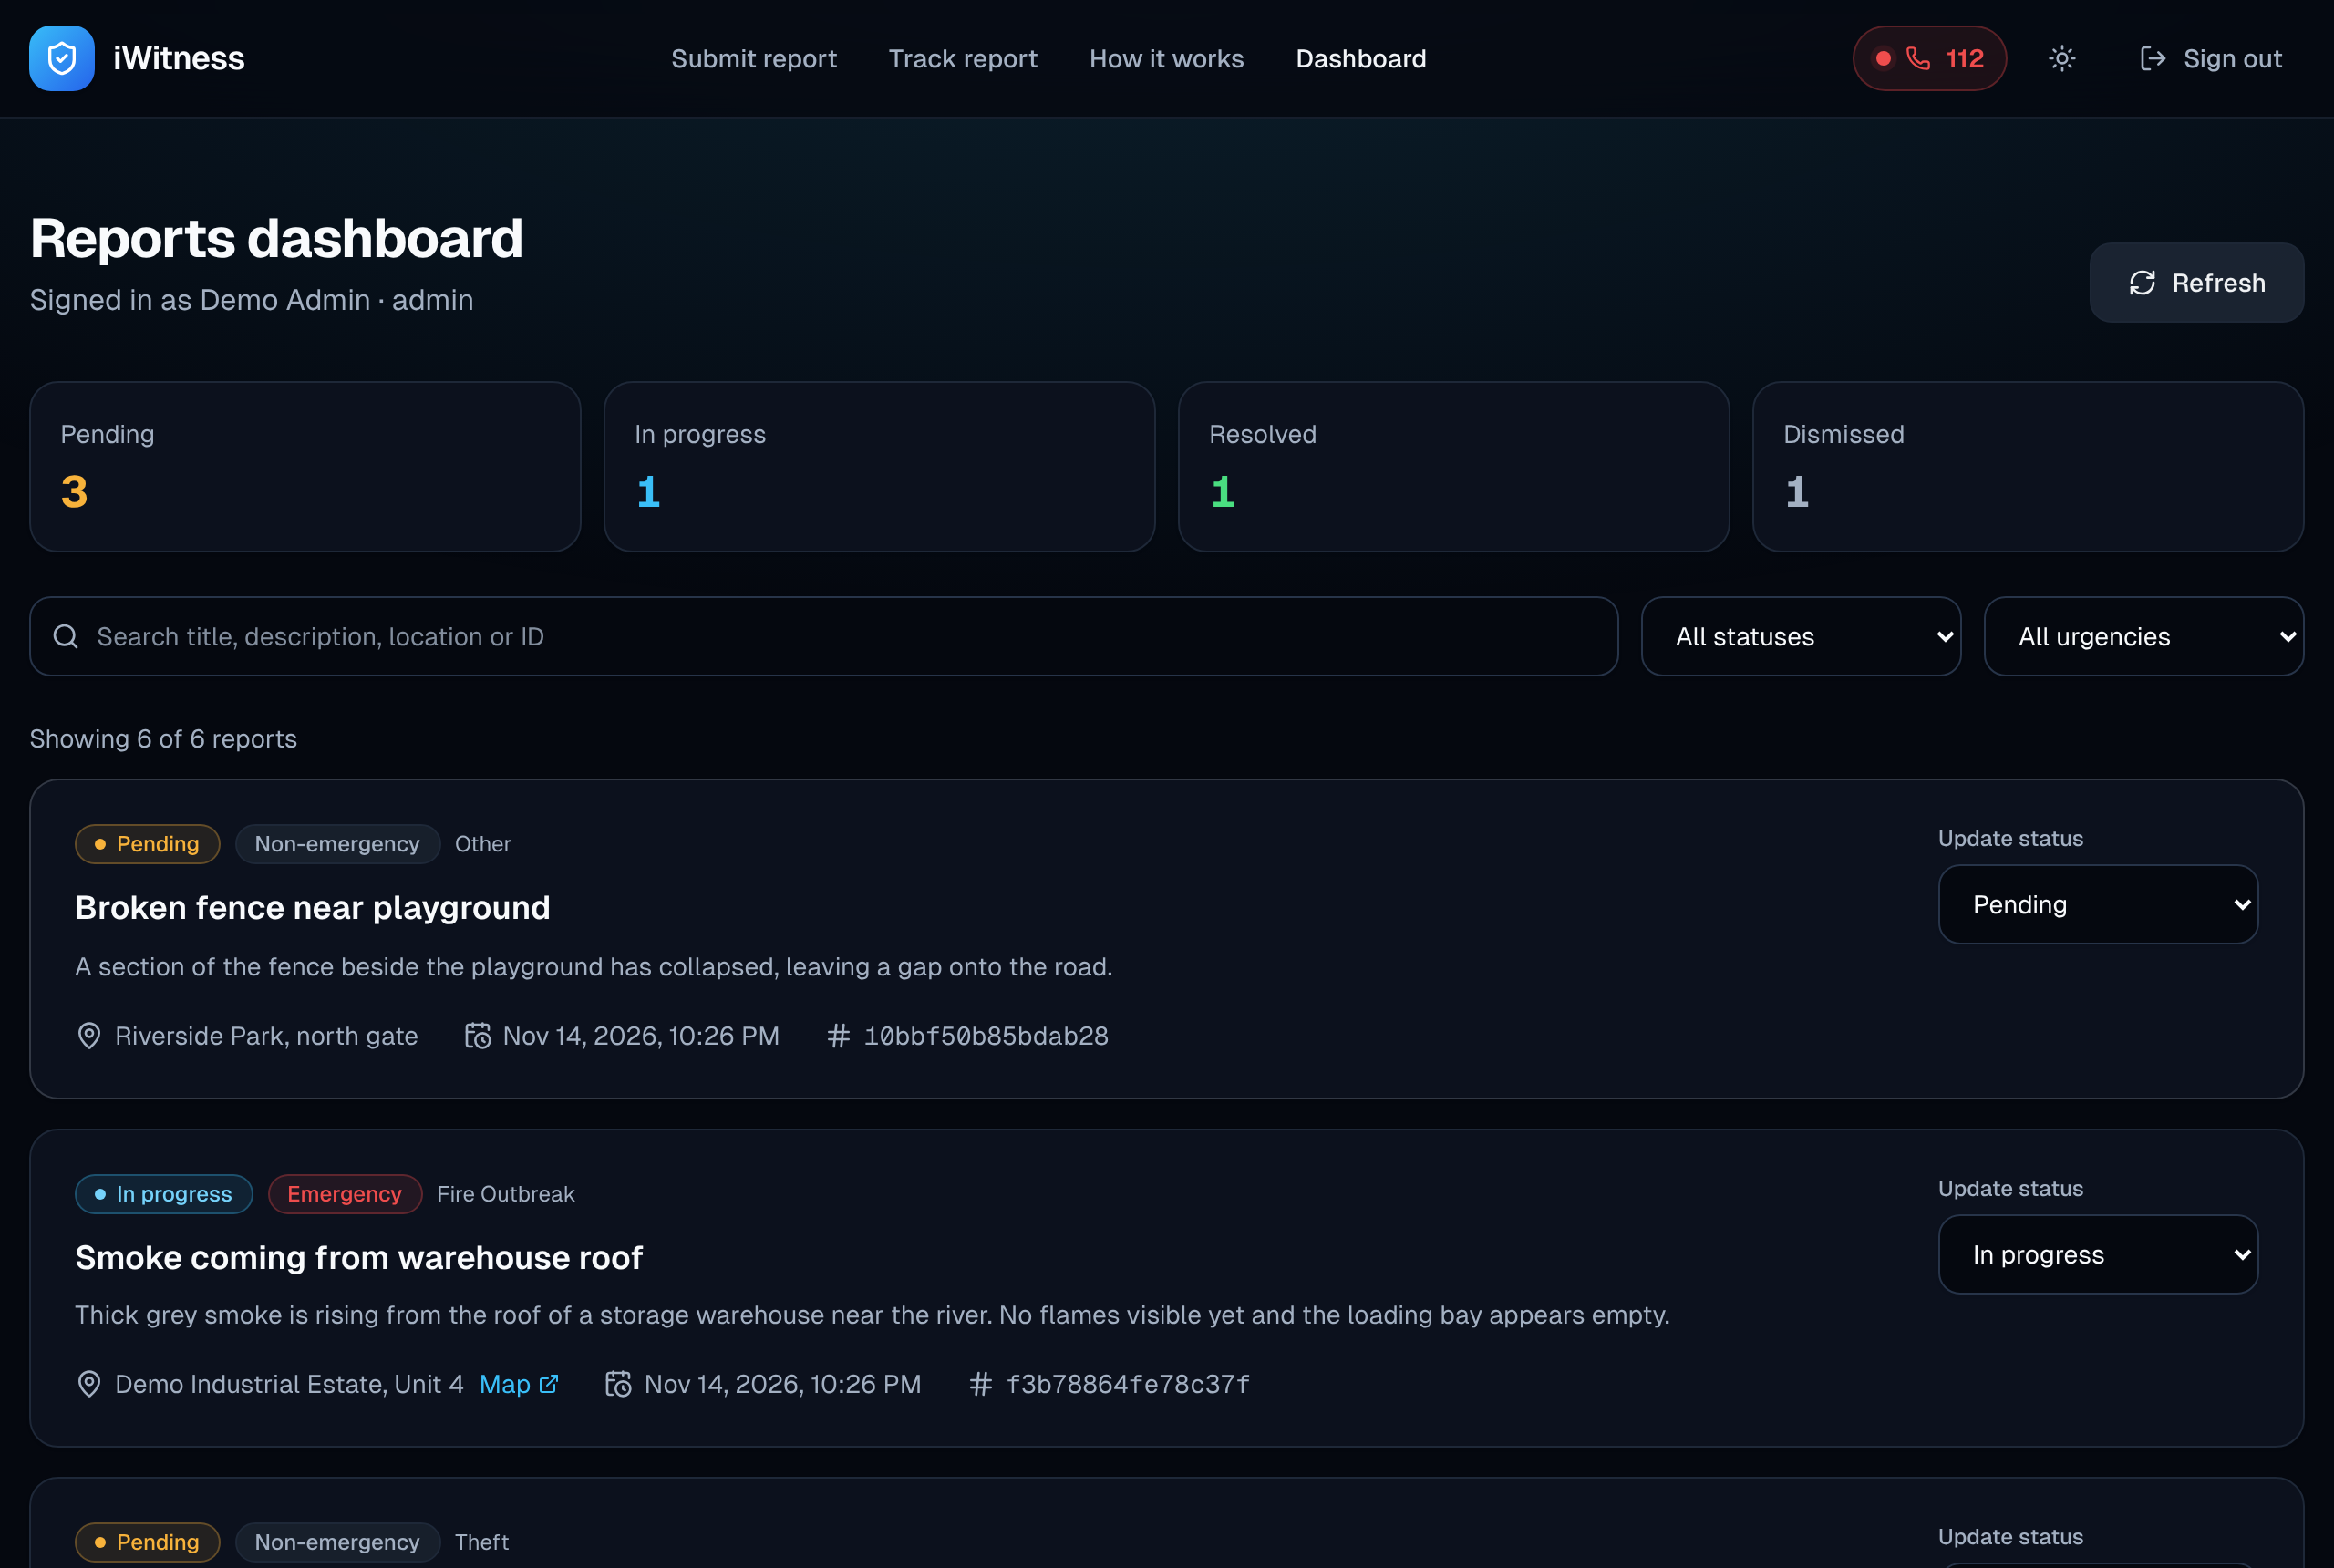 iWitness
Submit report Track report How it works Dashboard
112
Sign out
Reports dashboard
Signed in as Demo Admin · admin
Refresh
Pending In progress Resolved Dismissed
3 1 1 1
Search title, description, location or ID
All statuses
All urgencies
Showing 6 of 6 reports
Pending Non-emergency Other
Update status
Broken fence near playground
Pending
A section of the fence beside the playground has collapsed, leaving a gap onto the road.
Riverside Park, north gate Nov 14, 2026, 10:26 PM # 10bbf50b85bdab28
In progress Emergency Fire Outbreak
Update status
Smoke coming from warehouse roof
In progress
Thick grey smoke is rising from the roof of a storage warehouse near the river. No flames visible yet and the loading bay appears empty.
Demo Industrial Estate, Unit 4 Map Nov 14, 2026, 10:26 PM # f3b78864fe78c37f
Pending Non-emergency Theft
Update status